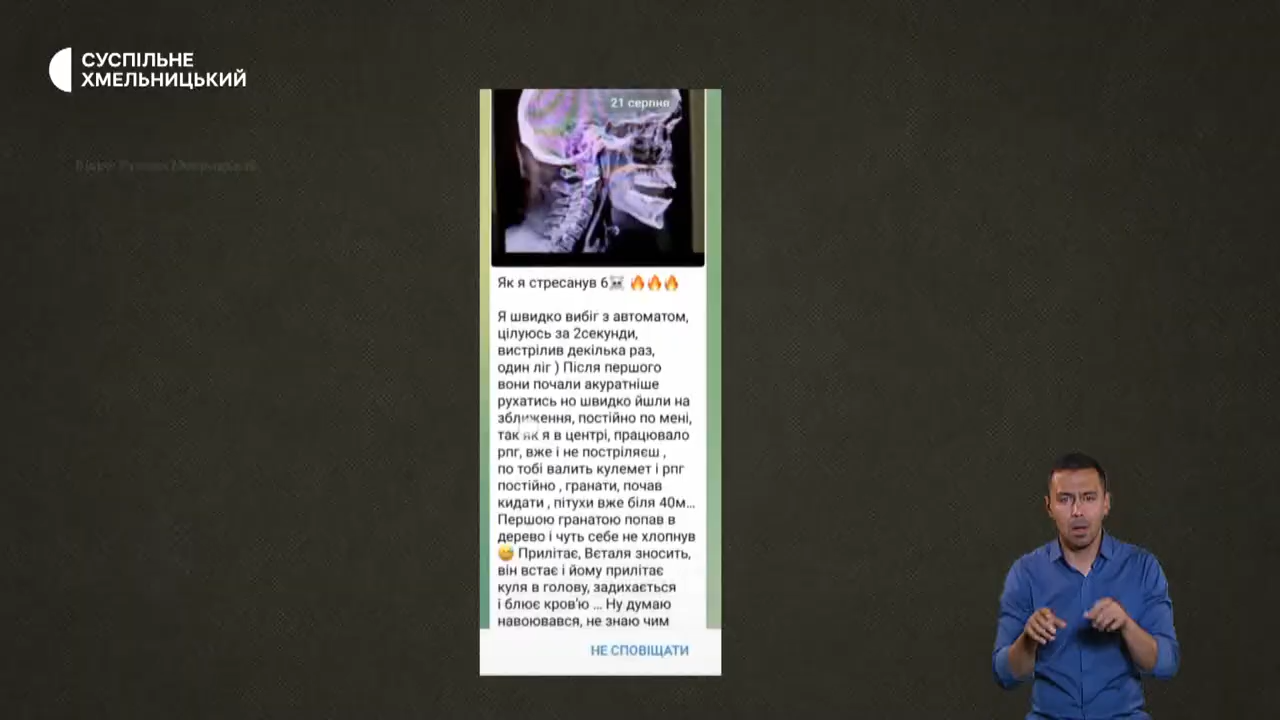 СУСПІЛЬНЕ
ХМЕЛЬНИЦЬКИЙ
21 серпня
Як я стресанув 6☠️ 🔥🔥🔥
Я швидко вибіг з автоматом,
цілуюсь за 2секунди,
вистрілив декілька раз,
один ліг ) Після першого
вони почали акуратніше
рухатись но швидко йшли на
зближення, постійно по мені,
так як я в центрі, працювало
рпг, вже і не постріляєш ,
по тобі валить кулемет і рпг
постійно , гранати, почав
кидати , пітухи вже біля 40м...
Першою гранатою попав в
дерево і чуть себе не хлопнув
😅 Прилітає, Вєталя зносить,
він встає і йому прилітає
куля в голову, задихається
і блює кров'ю ... Ну думаю
навоювався, не знаю чим
НЕ СПОВІЩАТИ